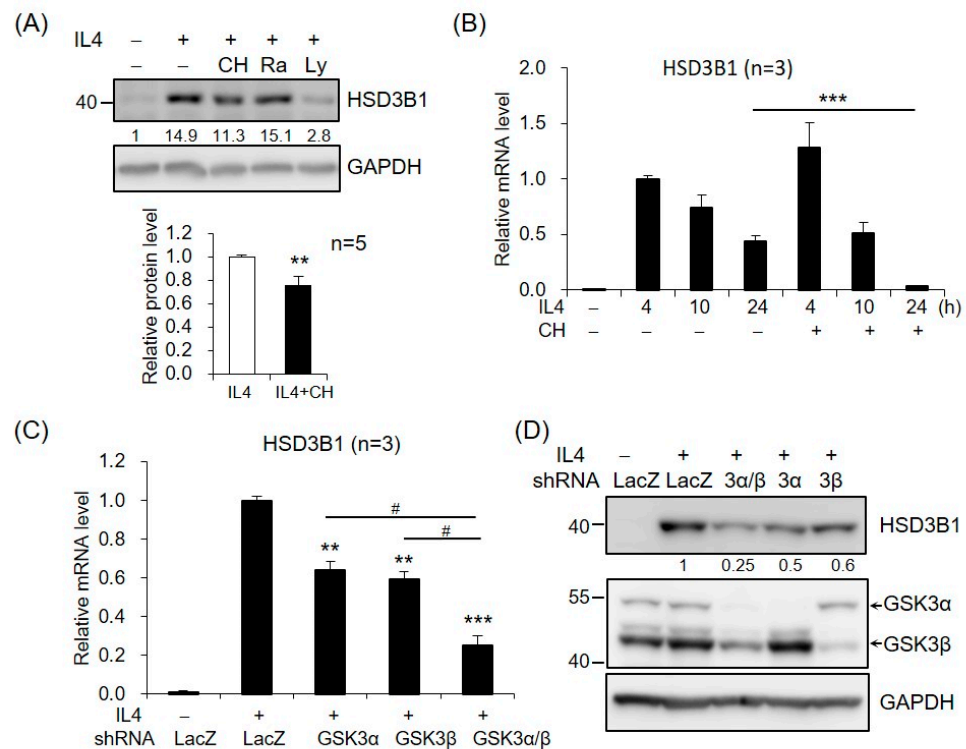 (A)
IL4 – + + + +
– – CH Ra Ly
40
HSD3B1
1 14.9 11.3 15.1 2.8
GAPDH
Relative protein level
1.2
1.0
0.8
0.6
0.4
0.2
0.0
**
n=5
IL4 IL4+CH
(B)
HSD3B1 (n=3)
Relative mRNA level
2.0
1.5
1.0
0.5
0.0
***
IL4 – 4 10 24 4 10 24 (h)
CH – – – – + + +
(C)
HSD3B1 (n=3)
Relative mRNA level
1.2
1.0
0.8
0.6
0.4
0.2
0.0
#
#
** ** ***
IL4 – + + + +
shRNA LacZ LacZ GSK3α GSK3β GSK3α/β
(D)
IL4 – + + + +
shRNA LacZ LacZ 3α/β 3α 3β
40
HSD3B1
1 0.25 0.5 0.6
55
GSK3α
GSK3β
40
GAPDH